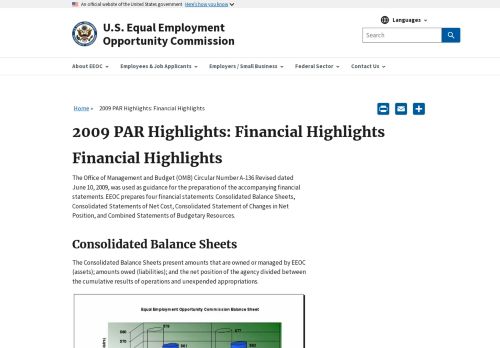 An official website of the United States government Here's how you know
U.S. Equal Employment
Opportunity Commission
Languages
Search
About EEOC
Employees & Job Applicants
Employers / Small Business
Federal Sector
Contact Us
Home » 2009 PAR Highlights: Financial Highlights
2009 PAR Highlights: Financial Highlights
Financial Highlights
The Office of Management and Budget (OMB) Circular Number A-136 Revised dated
June 10, 2009, was used as guidance for the preparation of the accompanying financial
statements. EEOC prepares four financial statements: Consolidated Balance Sheets,
Consolidated Statements of Net Cost, Consolidated Statement of Changes in Net
Position, and Combined Statements of Budgetary Resources.
Consolidated Balance Sheets
The Consolidated Balance Sheets present amounts that are owned or managed by EEOC
(assets); amounts owed (liabilities); and the net position of the agency divided between
the cumulative results of operations and unexpended appropriations.
Equal Employment Opportunity Commission Balance Sheet
$80
$70
$77